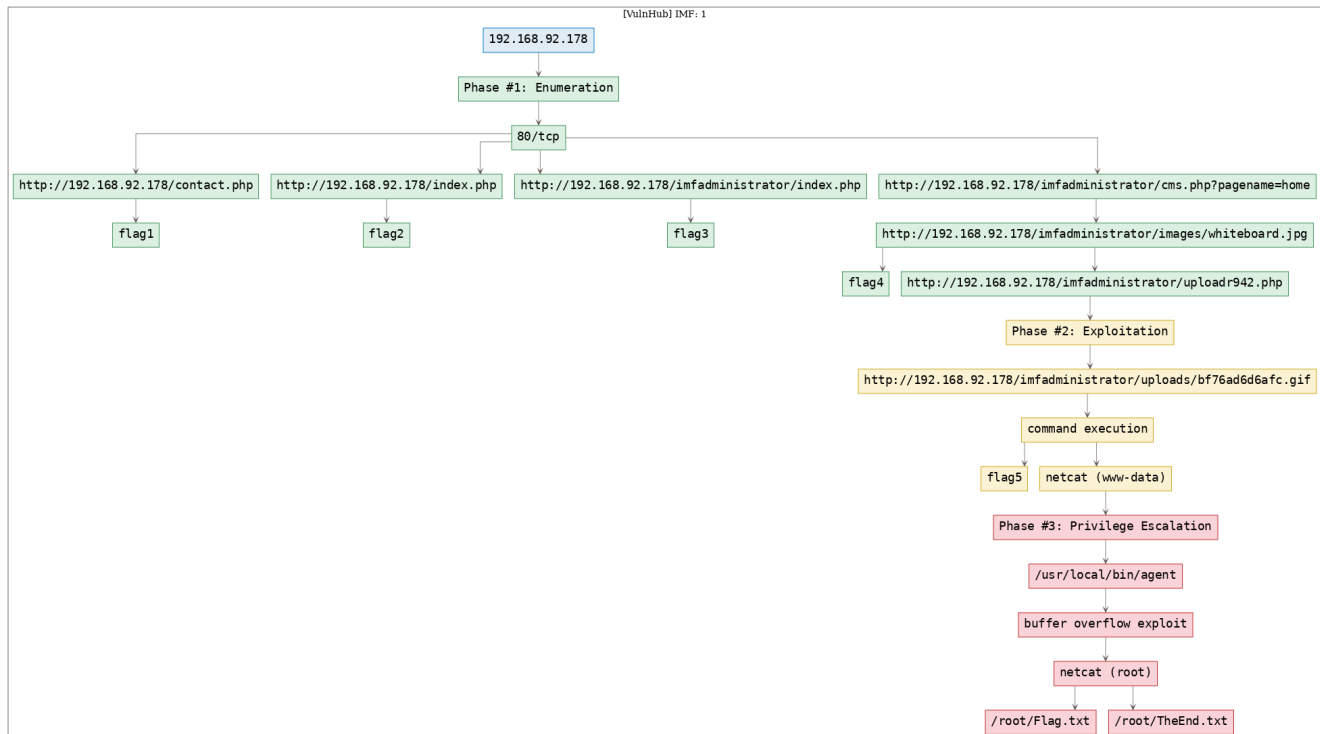 [VulnHub] IMF: 1
192.168.92.178
Phase #1: Enumeration
80/tcp
http://192.168.92.178/contact.php
http://192.168.92.178/index.php
http://192.168.92.178/imfadministrator/index.php
http://192.168.92.178/imfadministrator/cms.php?pagename=home
flag1
flag2
flag3
http://192.168.92.178/imfadministrator/images/whiteboard.jpg
flag4
http://192.168.92.178/imfadministrator/uploadr942.php
Phase #2: Exploitation
http://192.168.92.178/imfadministrator/uploads/bf76ad6d6afc.gif
command execution
flag5
netcat (www-data)
Phase #3: Privilege Escalation
/usr/local/bin/agent
buffer overflow exploit
netcat (root)
/root/Flag.txt
/root/TheEnd.txt